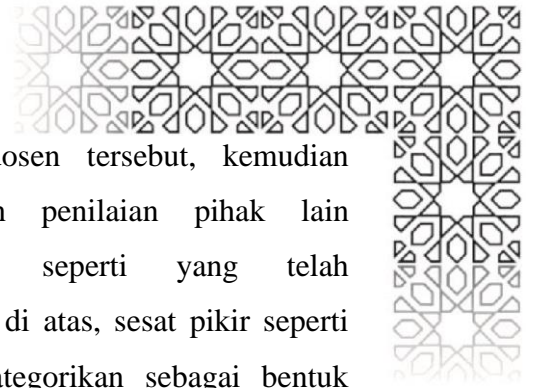 osen tersebut, kemudian
penilaian pihak lain
seperti yang telah
di atas, sesat pikir seperti
ategorikan sebagai bentuk